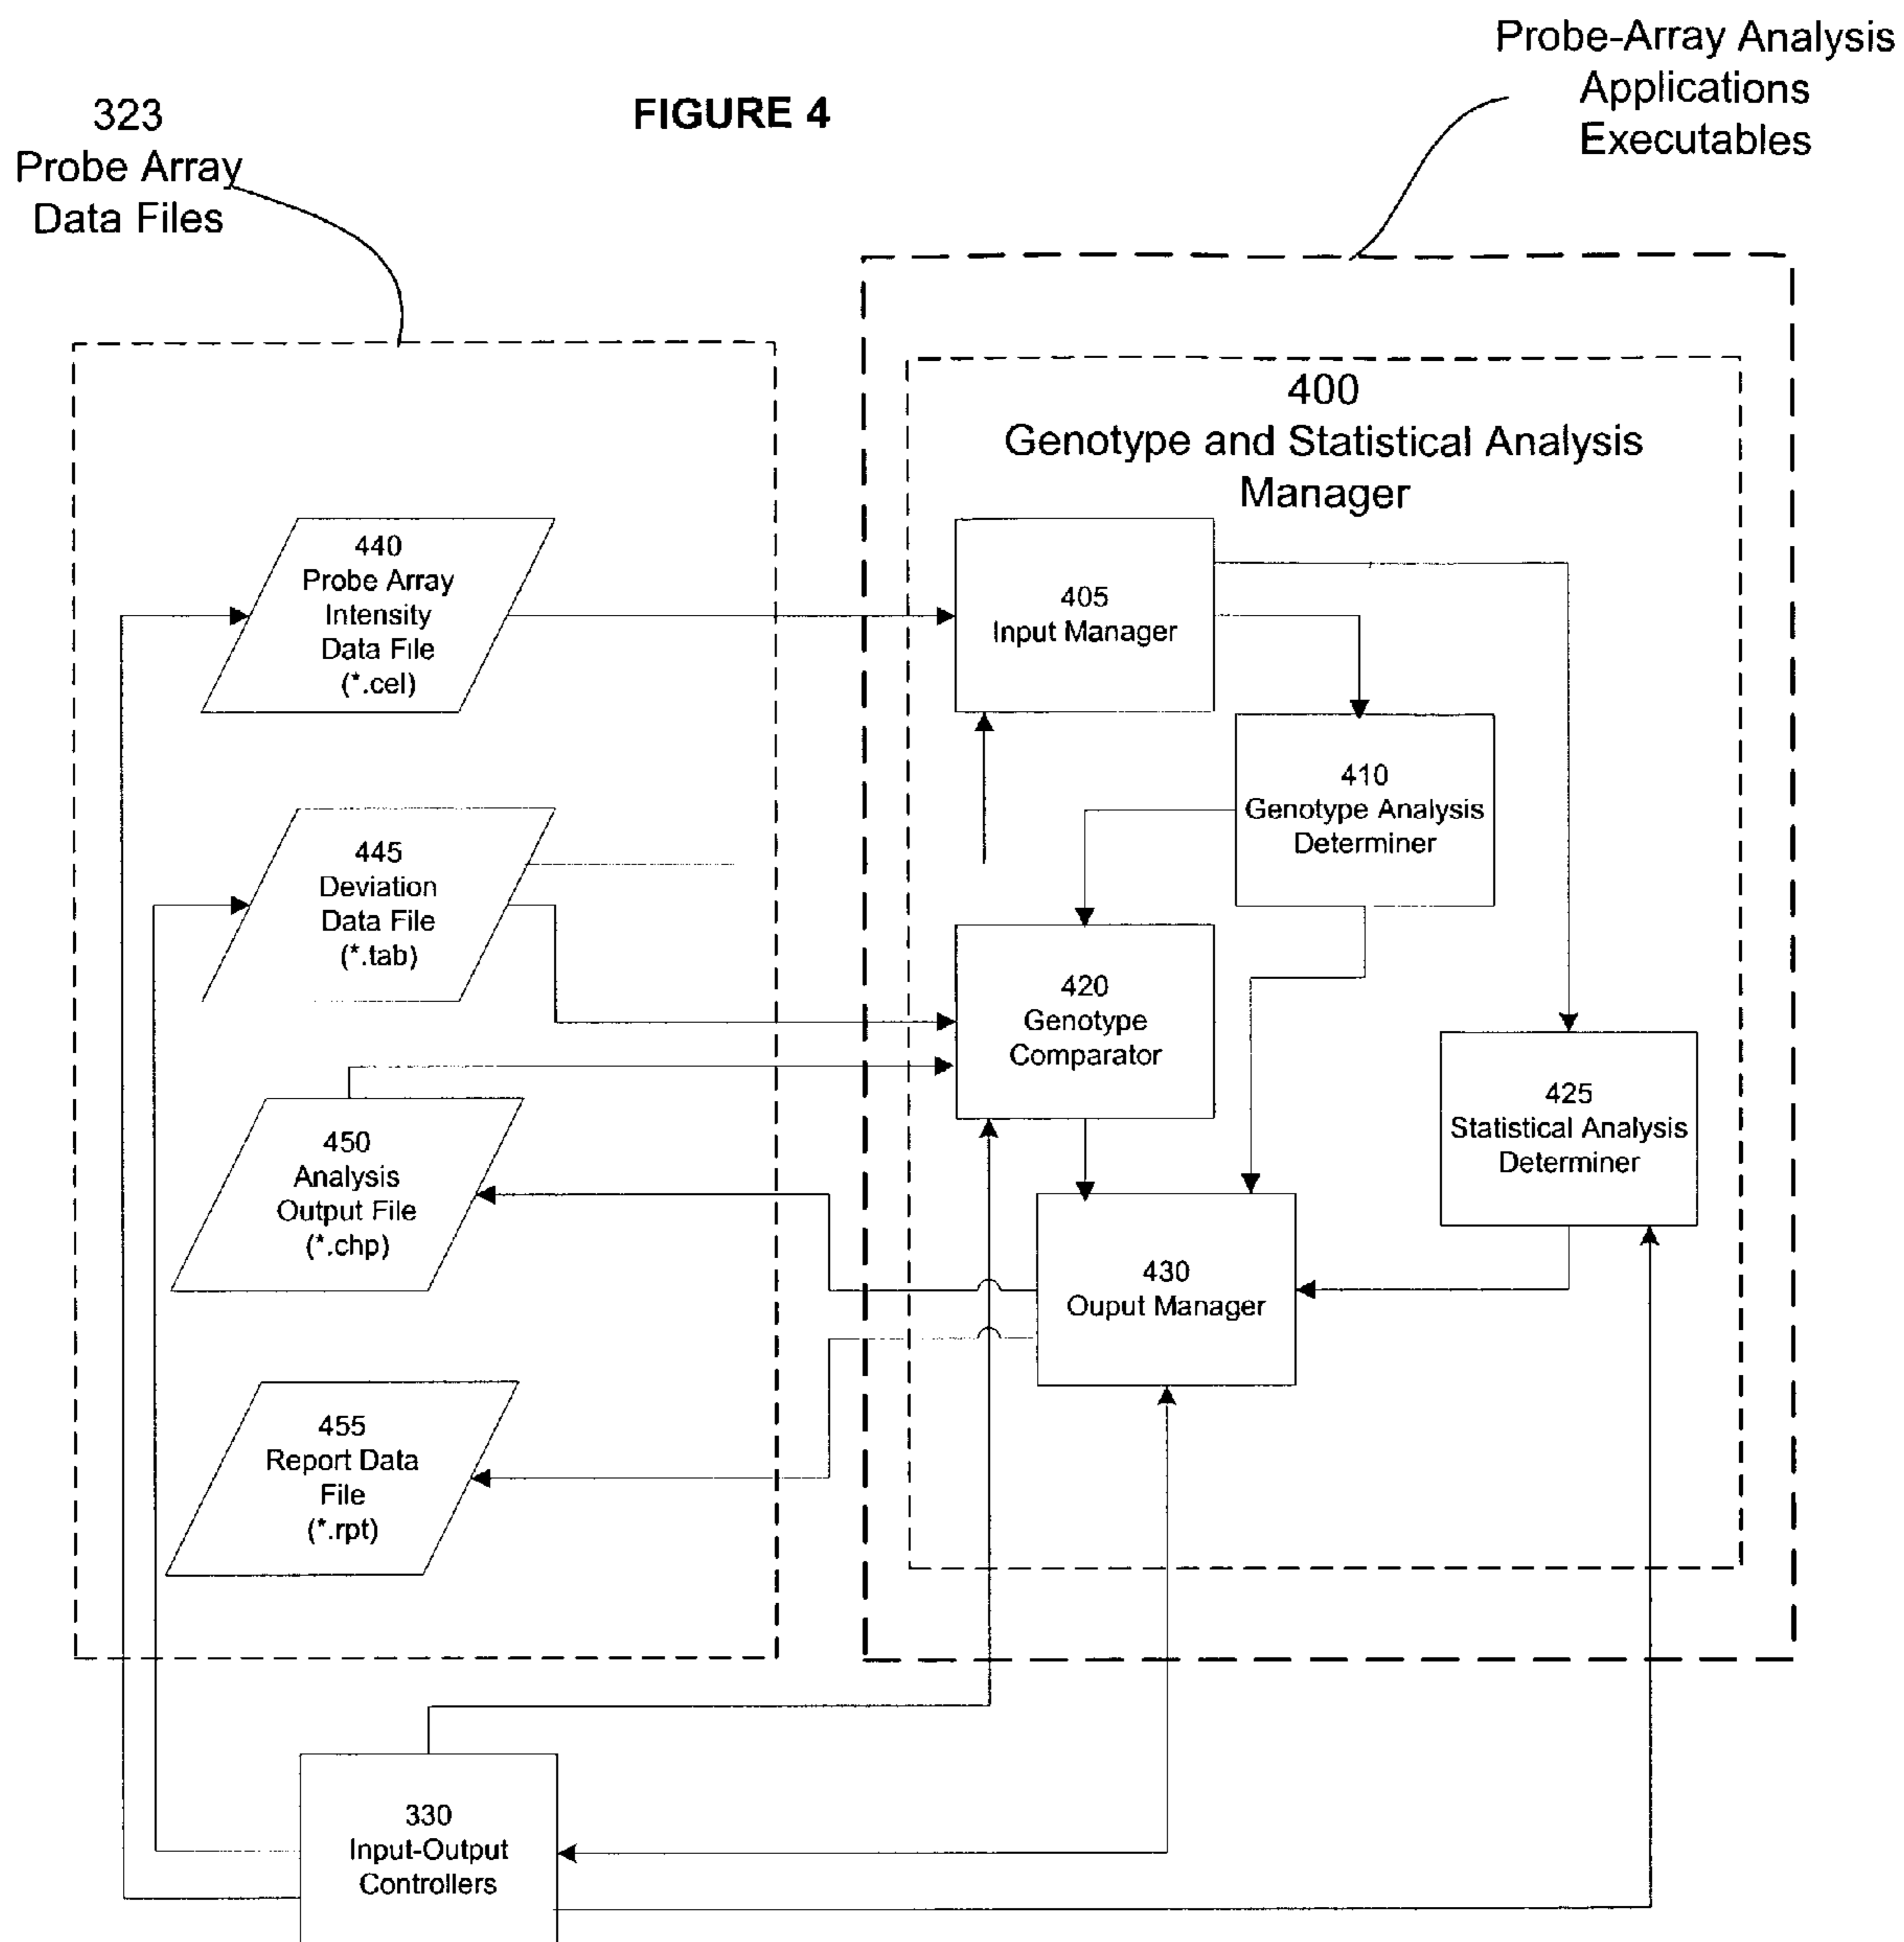 Probe-Array Analysis
Applications
Executables
323
Probe Array
Data Files
FIGURE 4
400
Genotype and Statistical Analysis
Manager
440
Probe Array
Intensity
Data File
(*.cel)
405
Input Manager
410
Genotype Analysis
Determiner
445
Deviation
Data File
(*.tab)
420
Genotype
Comparator
425
Statistical Analysis
Determiner
450
Analysis
Output File
(*.chp)
430
Ouput Manager
455
Report Data
File
(*.rpt)
330
Input-Output
Controllers